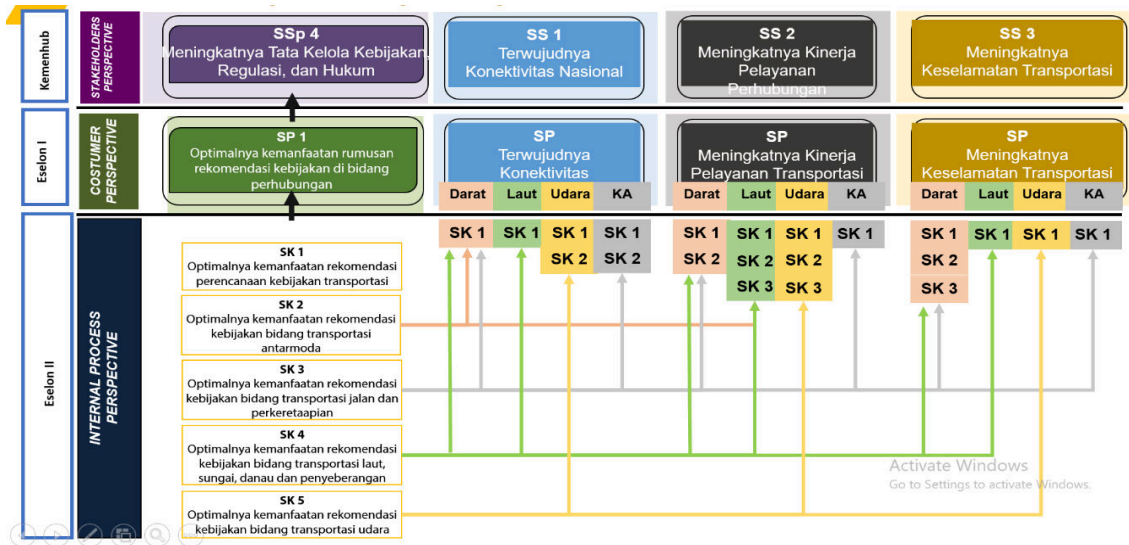 Kemenhub
STAKEHOLDERS
PERSPECTIVE
SSp 4
Meningkatnya Tata Kelola Kebijakan,
Regulasi, dan Hukum
SS 1
Terwujudnya
Konektivitas Nasional
SS 2
Meningkatnya Kinerja
Pelayanan
Perhubungan
SS 3
Meningkatnya
Keselamatan Transportasi
Eselon I
COSTUMER
PERSPECTIVE
SP 1
Optimalnya kemanfaatan rumusan
rekomendasi kebijakan di bidang
perhubungan
SP
Terwujudnya
Konektivitas
SP
Meningkatnya Kinerja
Pelayanan Transportasi
SP
Meningkatnya
Keselamatan Transportasi
Darat Laut Udara KA
Darat Laut Udara KA
Darat Laut Udara KA
Eselon II
INTERNAL PROCESS
PERSPECTIVE
SK 1 SK 1 SK 1 SK 1
SK 2 SK 2
SK 1 SK 1 SK 1 SK 1
SK 2 SK 2 SK 2
SK 3 SK 3
SK 1 SK 1 SK 1 SK 1
SK 2
SK 3
SK 1
Optimalnya kemanfaatan rekomendasi
perencanaan kebijakan transportasi
SK 2
Optimalnya kemanfaatan rekomendasi
kebijakan bidang transportasi
antarmoda
SK 3
Optimalnya kemanfaatan rekomendasi
kebijakan bidang transportasi jalan dan
perkeretaapian
SK 4
Optimalnya kemanfaatan rekomendasi
kebijakan bidang transportasi laut,
sungai, danau dan penyeberangan
SK 5
Optimalnya kemanfaatan rekomendasi
kebijakan bidang transportasi udara
Activate Windows
Go to Settings to activate Windows.